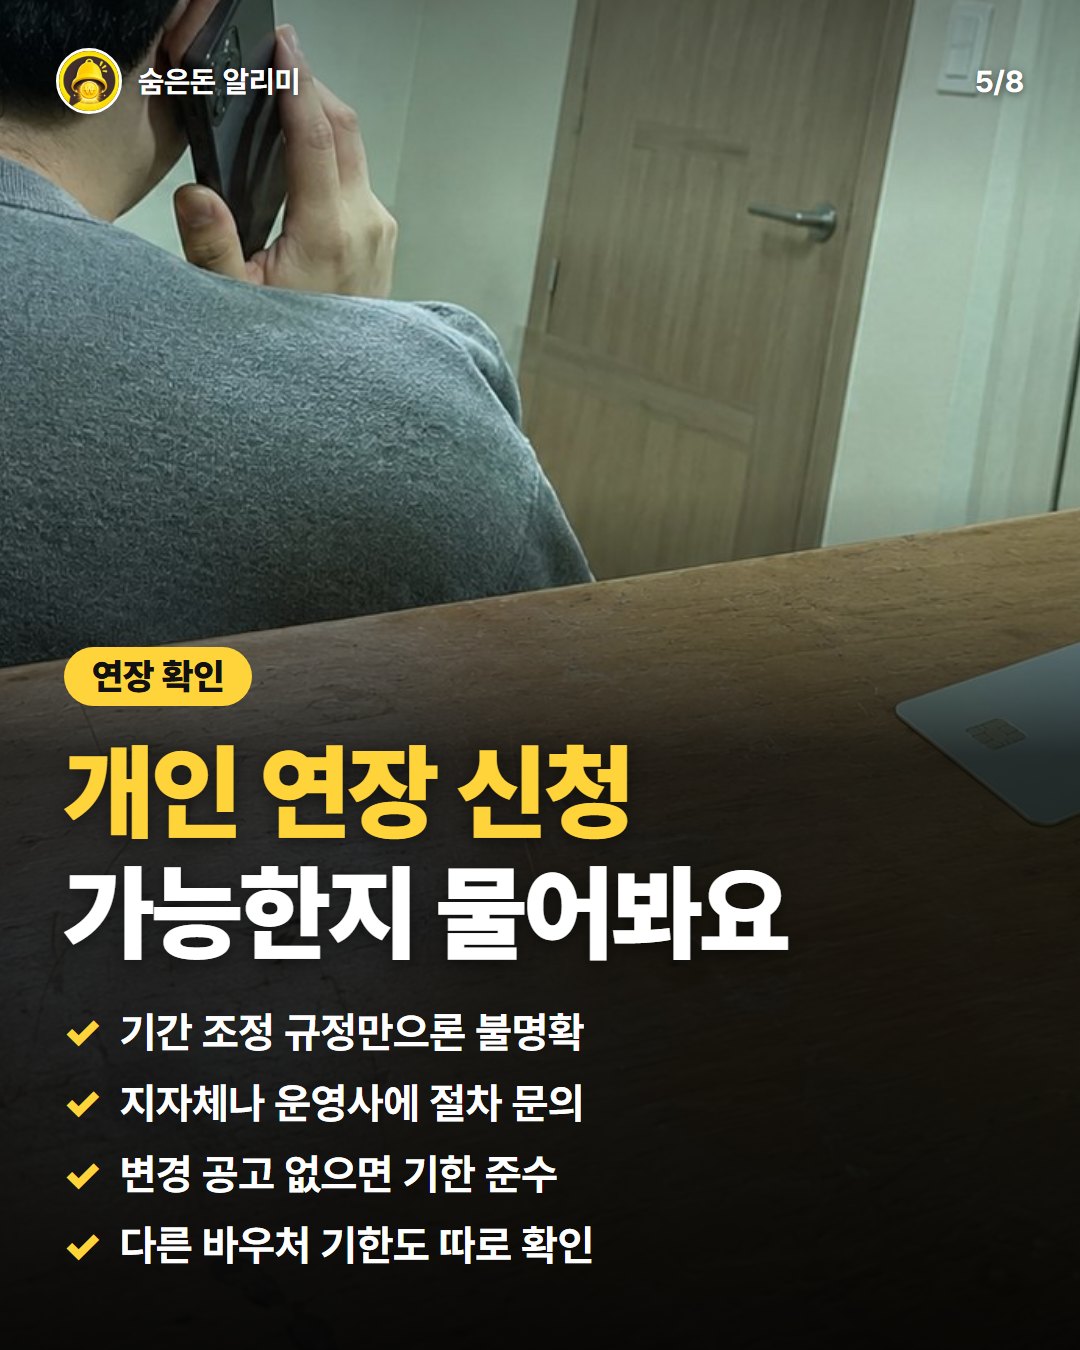 숨은돈 알리미
5/8
연장 확인
개인 연장 신청
가능한지 물어봐요
기간 조정 규정만으론 불명확
지자체나 운영사에 절차 문의
변경 공고 없으면 기한 준수
다른 바우처 기한도 따로 확인